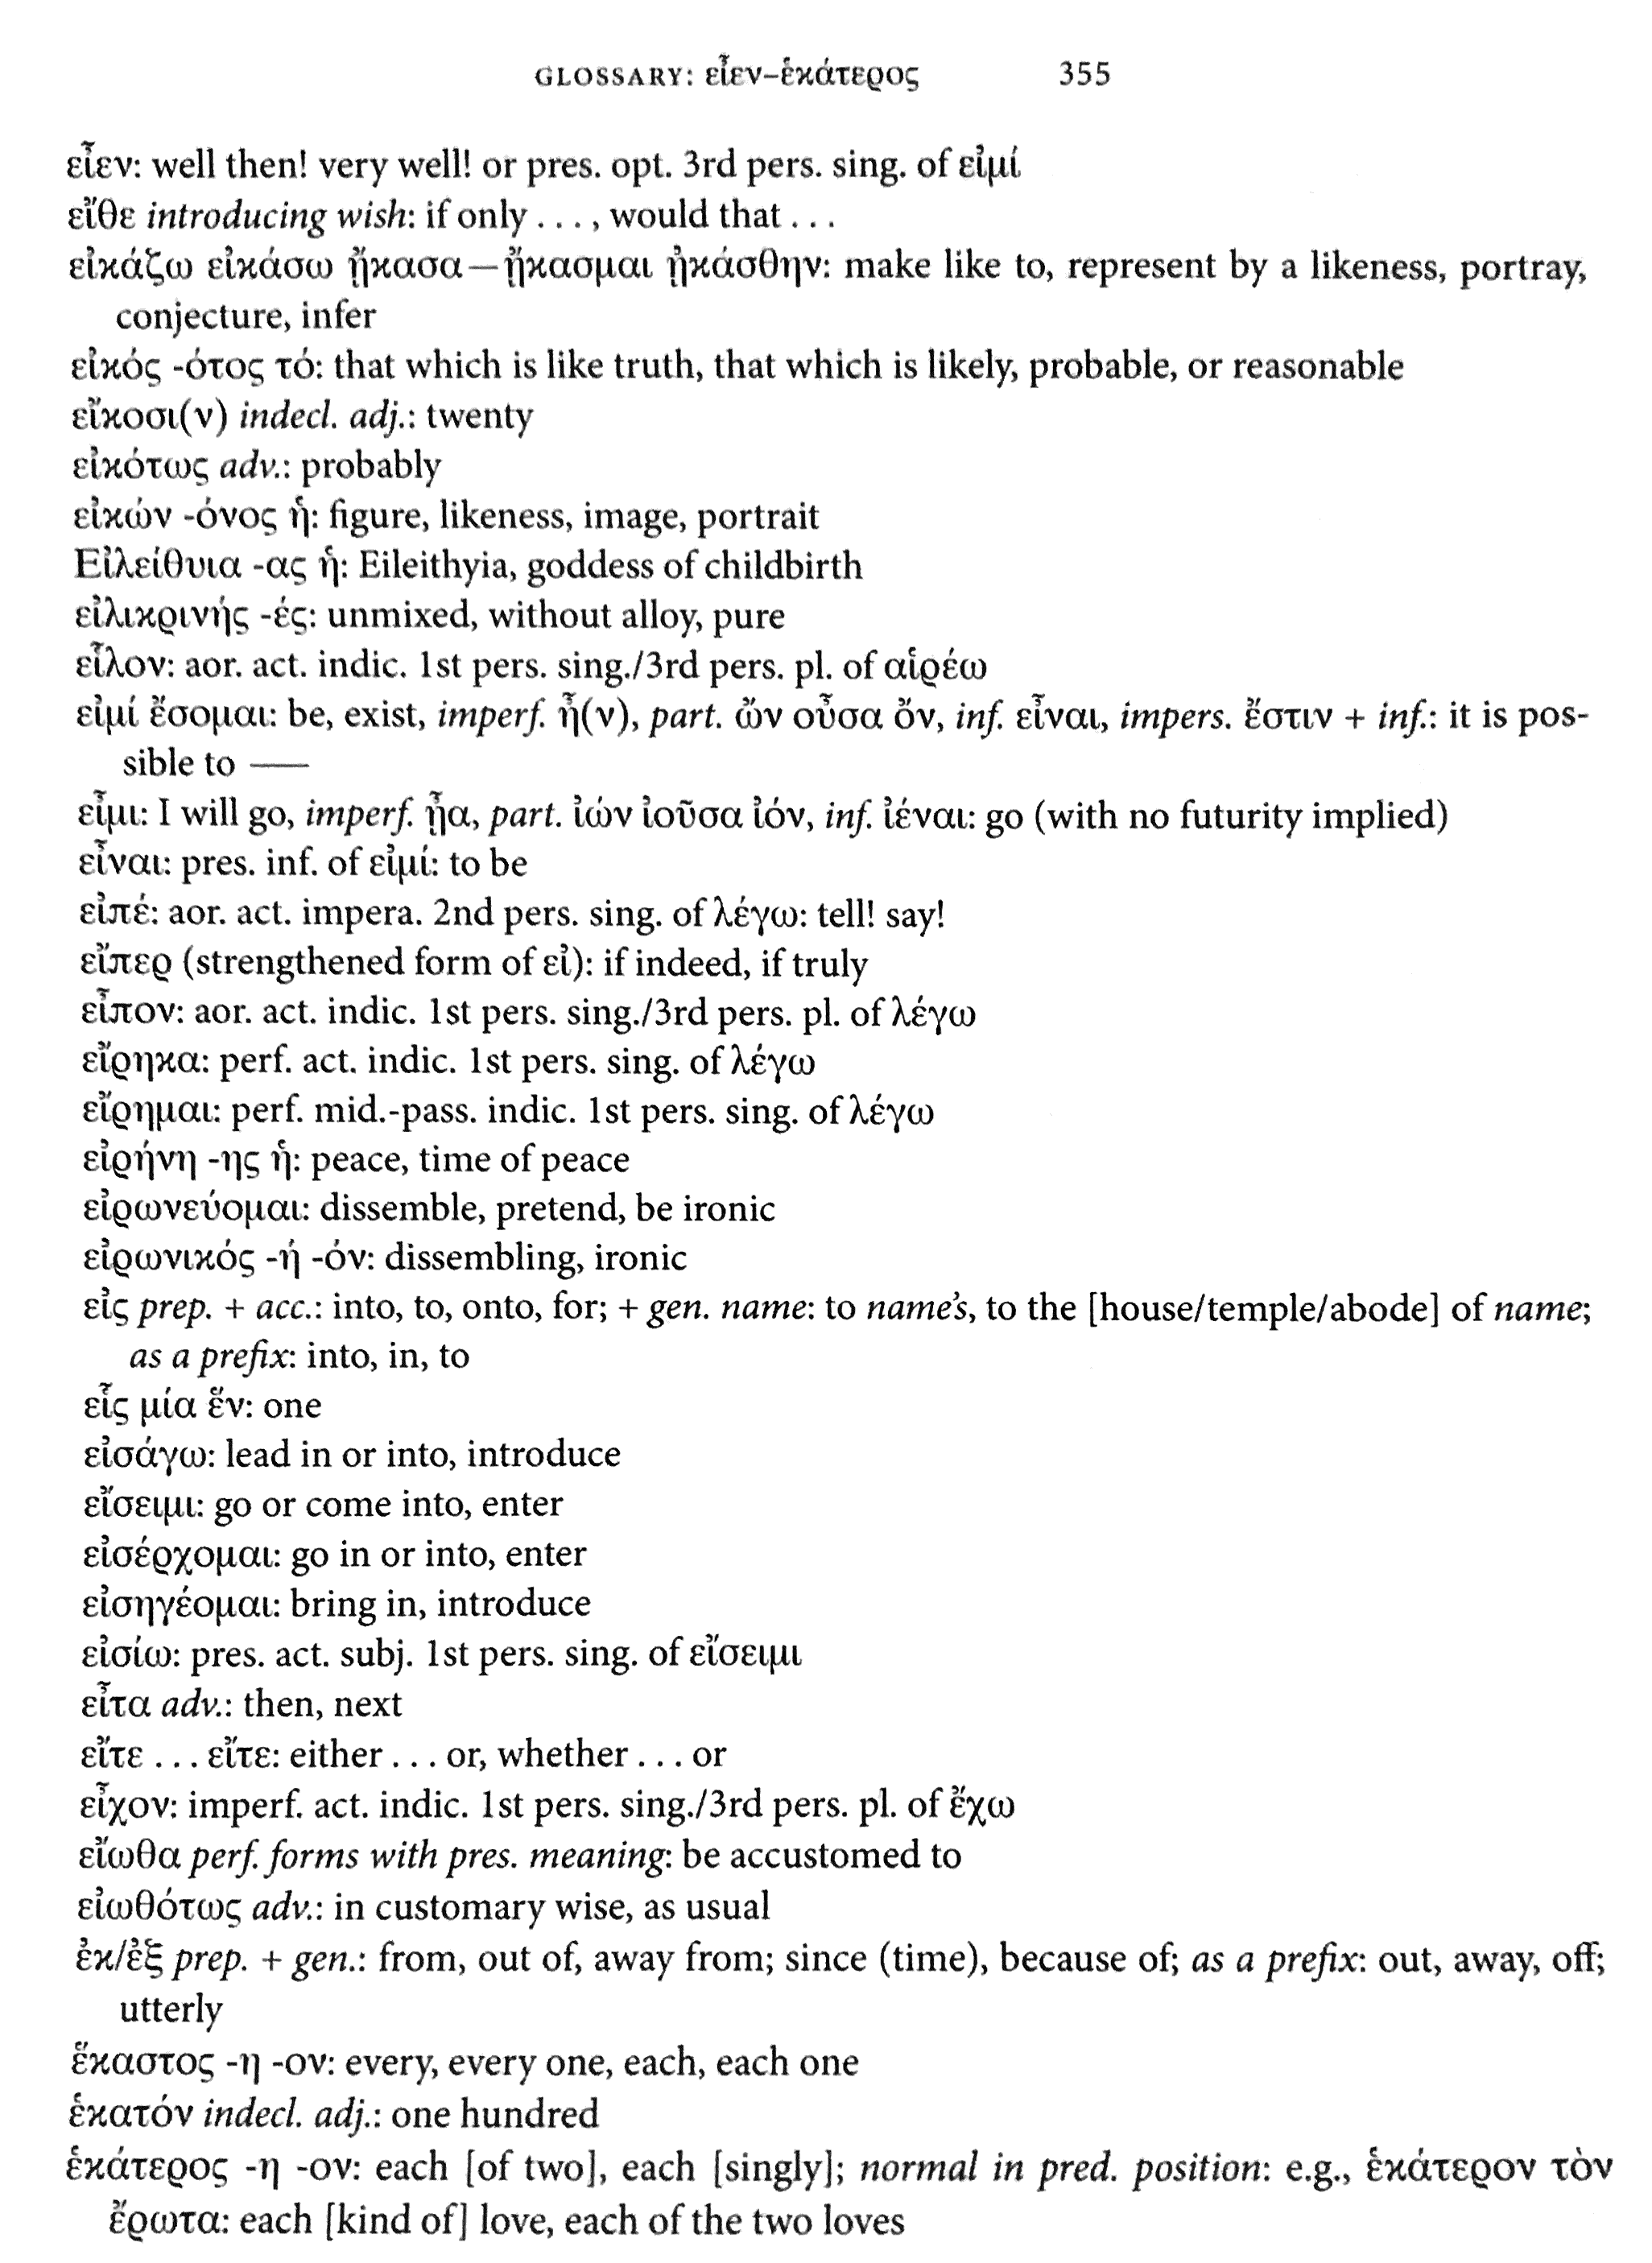 GLOSSARY: εἶεν–ἑκάτερος 355
εἶεν: well then! very well! or pres. opt. 3rd pers. sing. of εἰμί
εἴθε introducing wish: if only . . . , would that . . .
εἰκάζω εἰκάσω ᾔκασα—ᾔκασμαι ᾐκάσθην: make like to, represent by a likeness, portray,
conjecture, infer
εἰκός -ότος τό: that which is like truth, that which is likely, probable, or reasonable
εἴκοσι(ν) indecl. adj.: twenty
εἰκότως adv.: probably
εἰκών -όνος ἡ: figure, likeness, image, portrait
Εἰλείθυια -ας ἡ: Eileithyia, goddess of childbirth
εἰλικρινής -ές: unmixed, without alloy, pure
εἷλον: aor. act. indic. 1st pers. sing./3rd pers. pl. of αἱρέω
εἰμί ἔσομαι: be, exist, imperf. ἦ(ν), part. ὤν οὖσα ὄν, inf. εἶναι, impers. ἔστιν + inf.: it is pos-
sible to ——
εἶμι: I will go, imperf. ᾖα, part. ἰών ἰοῦσα ἰόν, inf. ἰέναι: go (with no futurity implied)
εἶναι: pres. inf. of εἰμί: to be
εἰπέ: aor. act. impera. 2nd pers. sing. of λέγω: tell! say!
εἴπερ (strengthened form of εἰ): if indeed, if truly
εἶπον: aor. act. indic. 1st pers. sing./3rd pers. pl. of λέγω
εἴρηκα: perf. act. indic. 1st pers. sing. of λέγω
εἴρημαι: perf. mid.-pass. indic. 1st pers. sing. of λέγω
εἰρήνη -ης ἡ: peace, time of peace
εἰρωνεύομαι: dissemble, pretend, be ironic
εἰρωνικός -ή -όν: dissembling, ironic
εἰς prep. + acc.: into, to, onto, for; + gen. name: to name's, to the [house/temple/abode] of name;
as a prefix: into, in, to
εἷς μία ἕν: one
εἰσάγω: lead in or into, introduce
εἴσειμι: go or come into, enter
εἰσέρχομαι: go in or into, enter
εἰσηγέομαι: bring in, introduce
εἰσίω: pres. act. subj. 1st pers. sing. of εἴσειμι
εἶτα adv.: then, next
εἴτε . . . εἴτε: either . . . or, whether . . . or
εἶχον: imperf. act. indic. 1st pers. sing./3rd pers. pl. of ἔχω
εἴωθα perf. forms with pres. meaning: be accustomed to
εἰωθότως adv.: in customary wise, as usual
ἐκ/ἐξ prep. + gen.: from, out of, away from; since (time), because of; as a prefix: out, away, off;
utterly
ἕκαστος -η -ον: every, every one, each, each one
ἑκατόν indecl. adj.: one hundred
ἑκάτερος -η -ον: each [of two], each [singly]; normal in pred. position: e.g., ἑκάτερον τὸν
ἔρωτα: each [kind of] love, each of the two loves